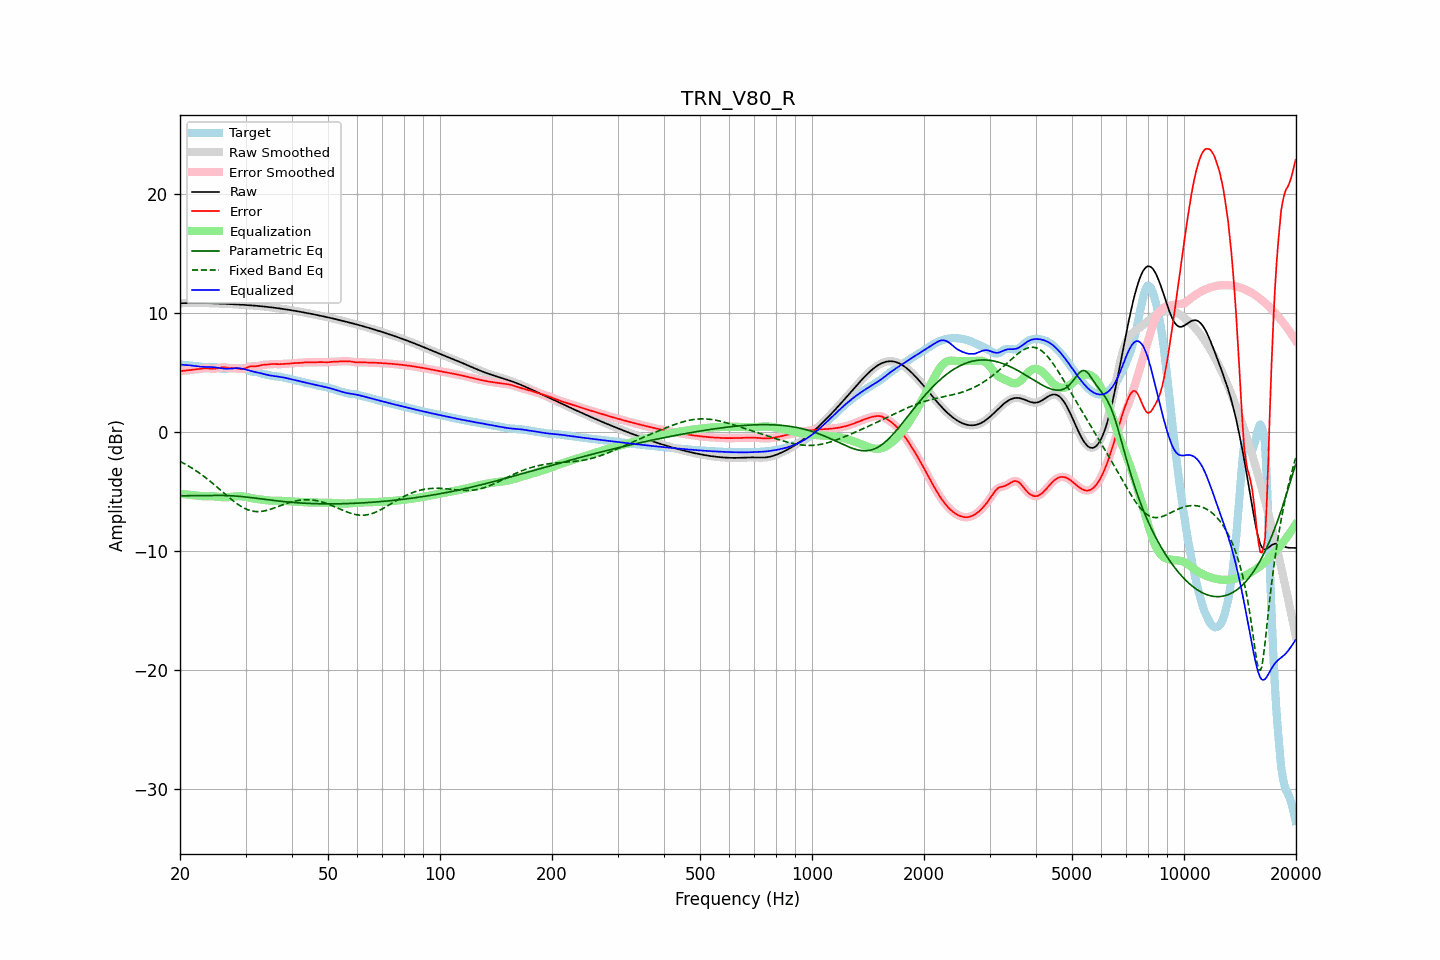 TRN_V80_R
Target
Raw Smoothed
Error Smoothed
Raw
Error
Equalization
Parametric Eq
Fixed Band Eq
Equalized
20
10
0
−10
−20
−30
Amplitude (dBr)
20
50
100
200
500
1000
2000
5000
10000
20000
Frequency (Hz)